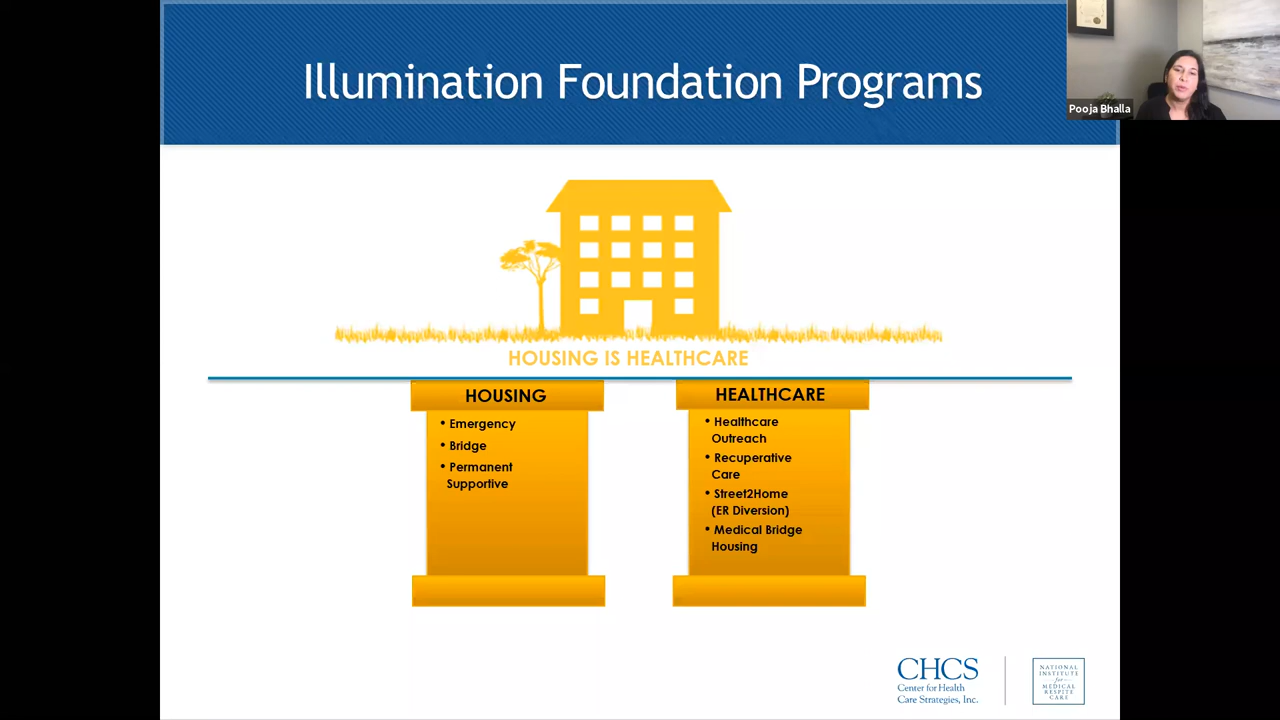 Illumination Foundation Programs
Pooja Bhalla
HOUSING IS HEALTHCARE
HOUSING
• Emergency
• Bridge
• Permanent
Supportive
HEALTHCARE
• Healthcare
Outreach
• Recuperative
Care
• Street2Home
(ER Diversion)
• Medical Bridge
Housing
CHCS
Center for Health
Care Strategies, Inc.
NATIONAL
INSTITUTE
for
MEDICAL
RESPITE
CARE